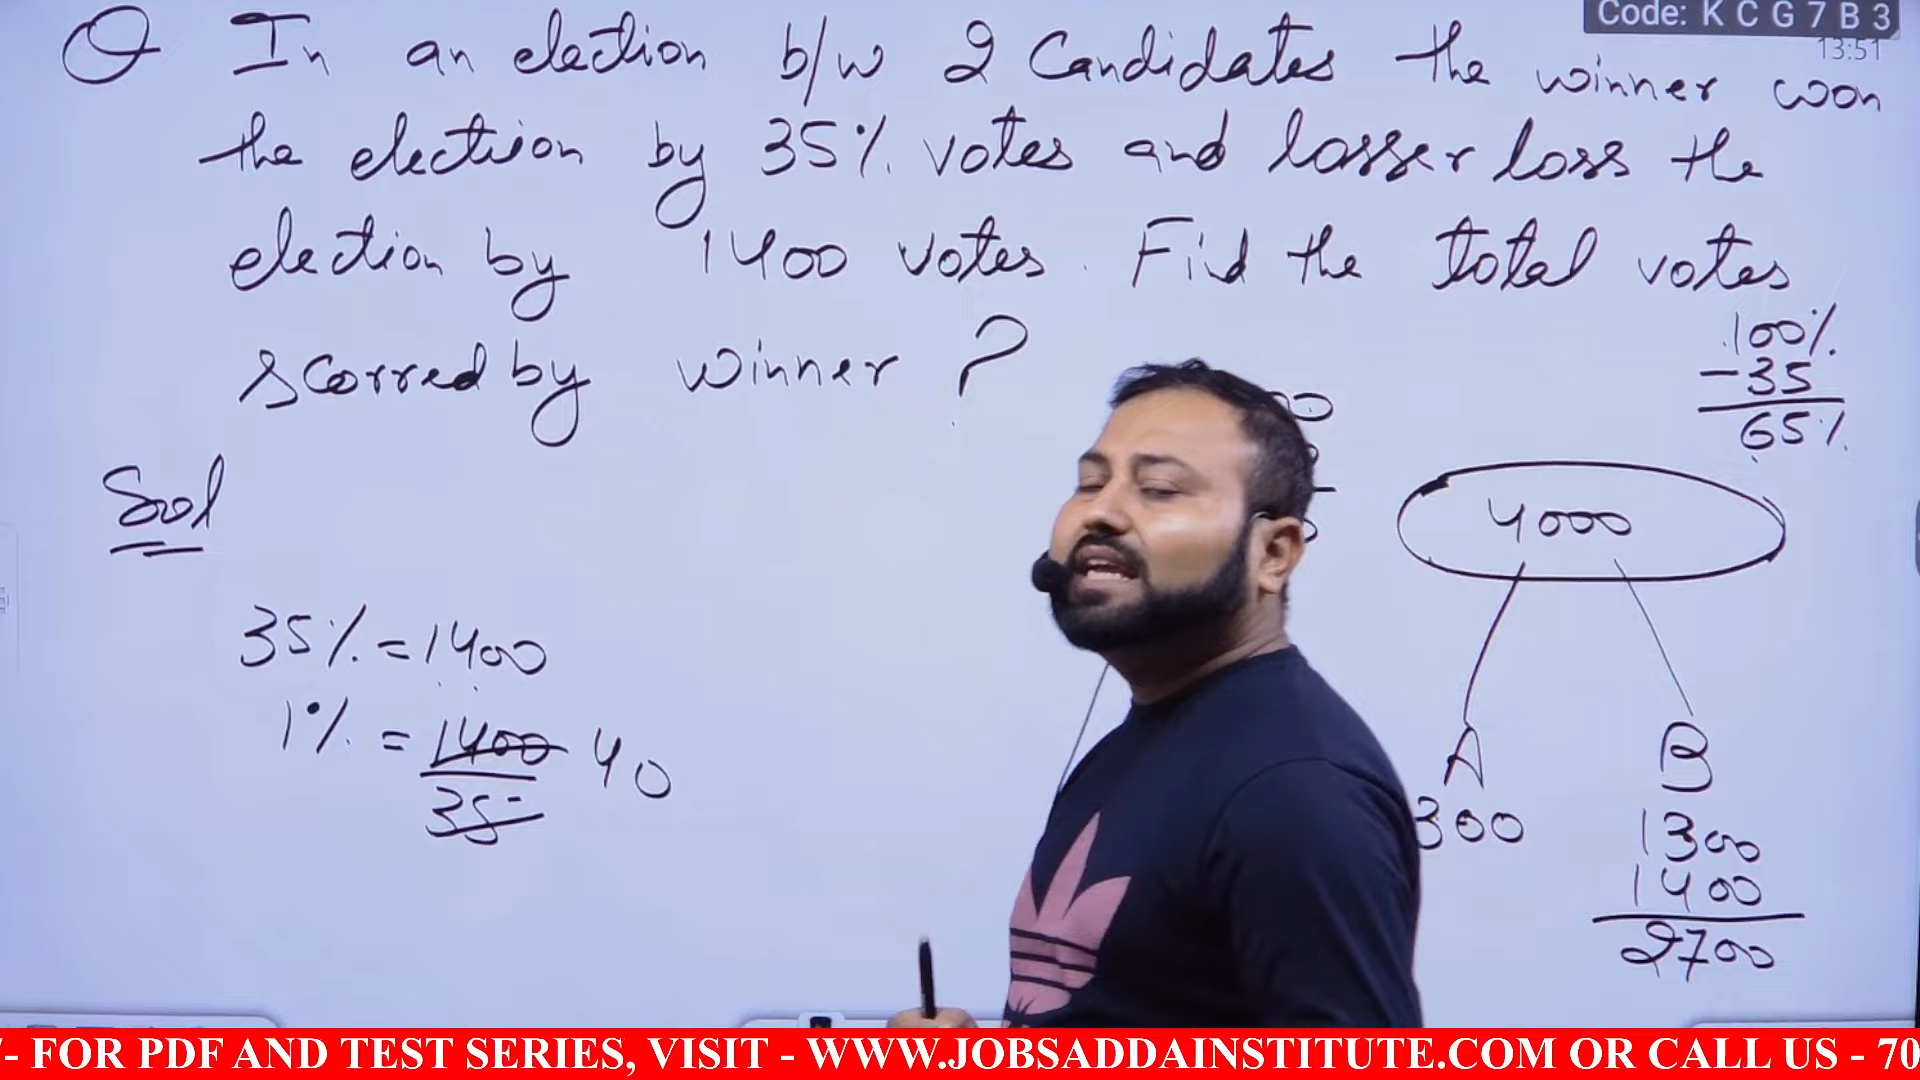 Code: K C G 7 B 3
13:51
Q In an election b/w 2 Candidates the winner won
the election by 35% votes and losser loss the
election by 1400 votes. Find the total votes
scorred by winner ?
100%
-35
65%
Sol
4000
35% = 1400
1% = 1400 40
35
A B
300 1300
1400
2700
- FOR PDF AND TEST SERIES, VISIT - WWW.JOBSADDAINSTITUTE.COM OR CALL US - 70